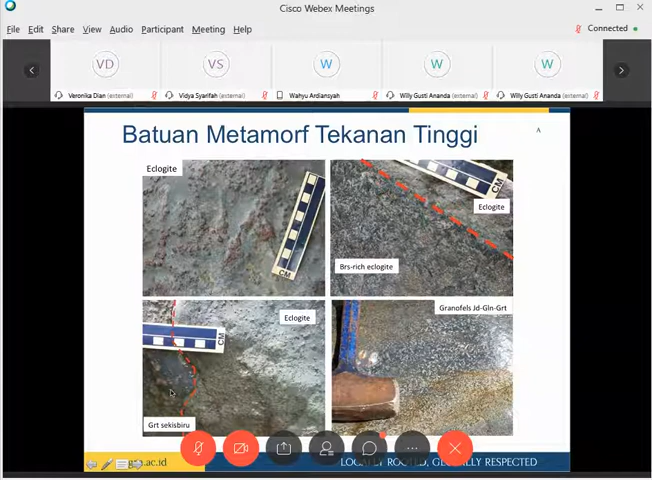 Cisco Webex Meetings
File Edit Share View Audio Participant Meeting Help
Connected
VD
VS
W
W
W
Veronika Dian (external)
Vidya Syarifah (external)
Wahyu Ardiansyah
Willy Gusti Ananda (external)
Willy Gusti Ananda (external)
Batuan Metamorf Tekanan Tinggi
Eclogite
CM
CM
Eclogite
Brs-rich eclogite
CM
Eclogite
Grt sekisbiru
Granofels Jd-Gln-Grt
ac.id
LOCALLY ROOTED, GLOBALLY RESPECTED